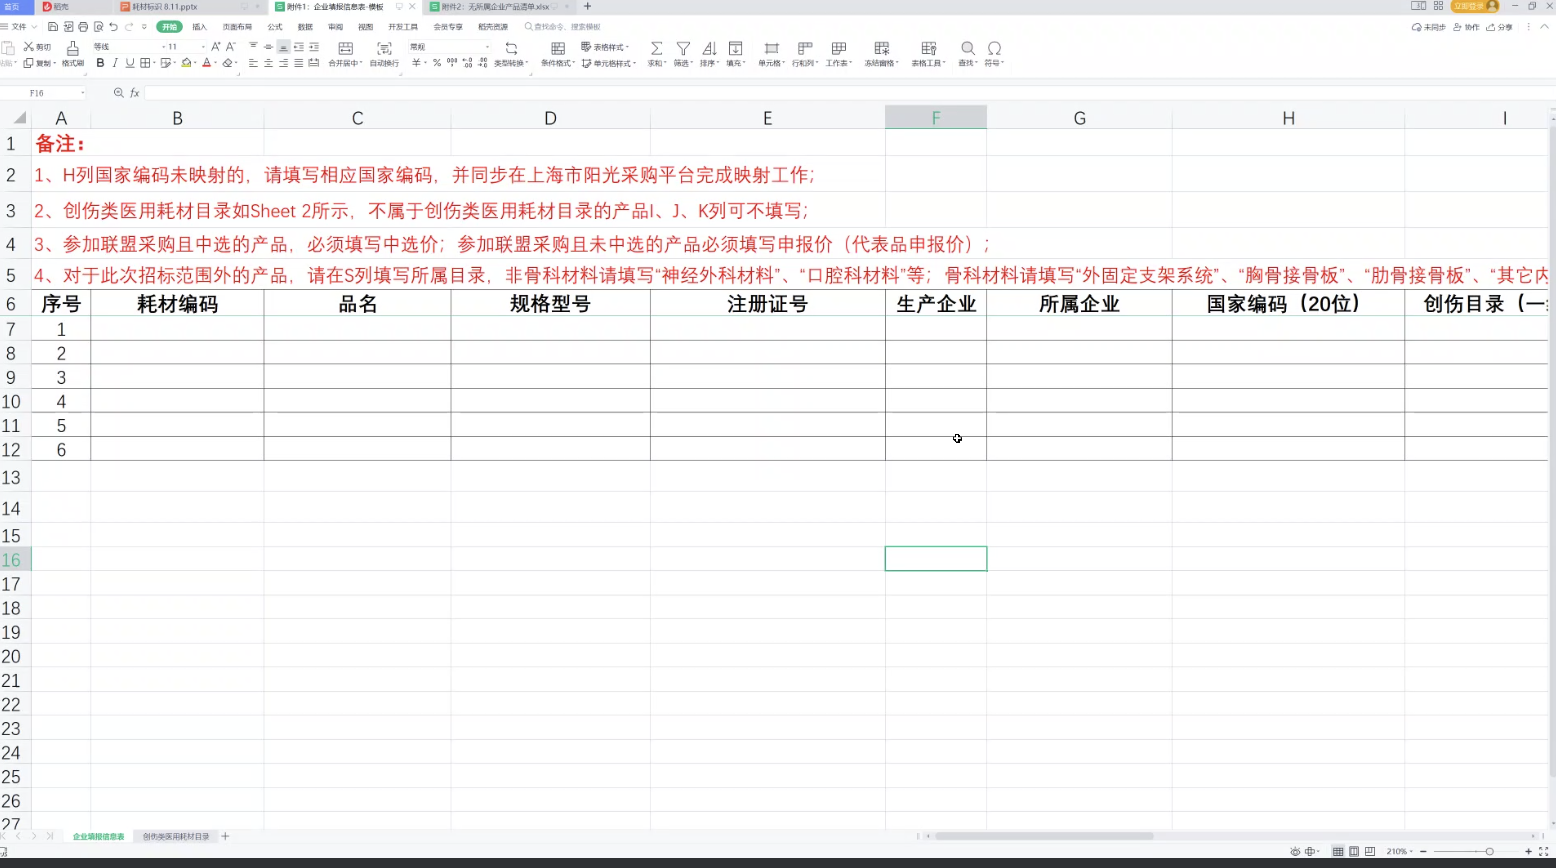 首页 稻壳 耗材标识 8.11.pptx 附件1：企业填报信息表-模板 附件2：无所属企业产品清单.xlsx 立即登录
文件 开始 插入 页面布局 公式 数据 审阅 视图 开发工具 会员专享 稻壳资源 查找命令、搜索模板 未同步 协作 分享
剪切 等线 11 常规 表格样式
复制 格式刷 合并居中 自动换行 类型转换 条件格式 单元格样式 求和 筛选 排序 填充 单元格 行和列 工作表 冻结窗格 表格工具 查找 符号
F16 fx
A B C D E F G H I
1 备注：
2 1、H列国家编码未映射的，请填写相应国家编码，并同步在上海市阳光采购平台完成映射工作；
3 2、创伤类医用耗材目录如Sheet 2所示，不属于创伤类医用耗材目录的产品I、J、K列可不填写；
4 3、参加联盟采购且中选的产品，必须填写中选价；参加联盟采购且未中选的产品必须填写申报价（代表品申报价）；
5 4、对于此次招标范围外的产品，请在S列填写所属目录，非骨科材料请填写“神经外科材料”、“口腔科材料”等；骨科材料请填写“外固定支架系统”、“胸骨接骨板”、“肋骨接骨板”、“其它内
6 序号 耗材编码 品名 规格型号 注册证号 生产企业 所属企业 国家编码（20位） 创伤目录（一
7 1
8 2
9 3
10 4
11 5
12 6
13
14
15
16
17
18
19
20
21
22
23
24
25
26
27
企业填报信息表 创伤类医用耗材目录
210%